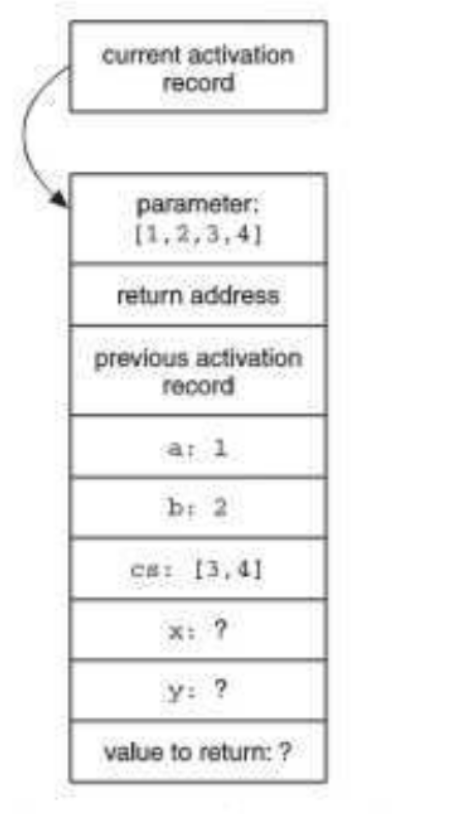 current activation
record
parameter:
[1,2,3,4]
return address
previous activation
record
a: 1
b: 2
cs: [3,4]
x: ?
y: ?
value to return: ?